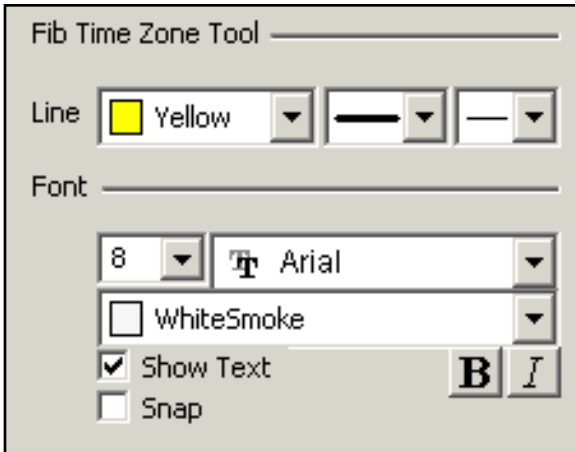 Fib Time Zone Tool
Line Yellow
Font
8 Arial
WhiteSmoke
Show Text B I
Snap